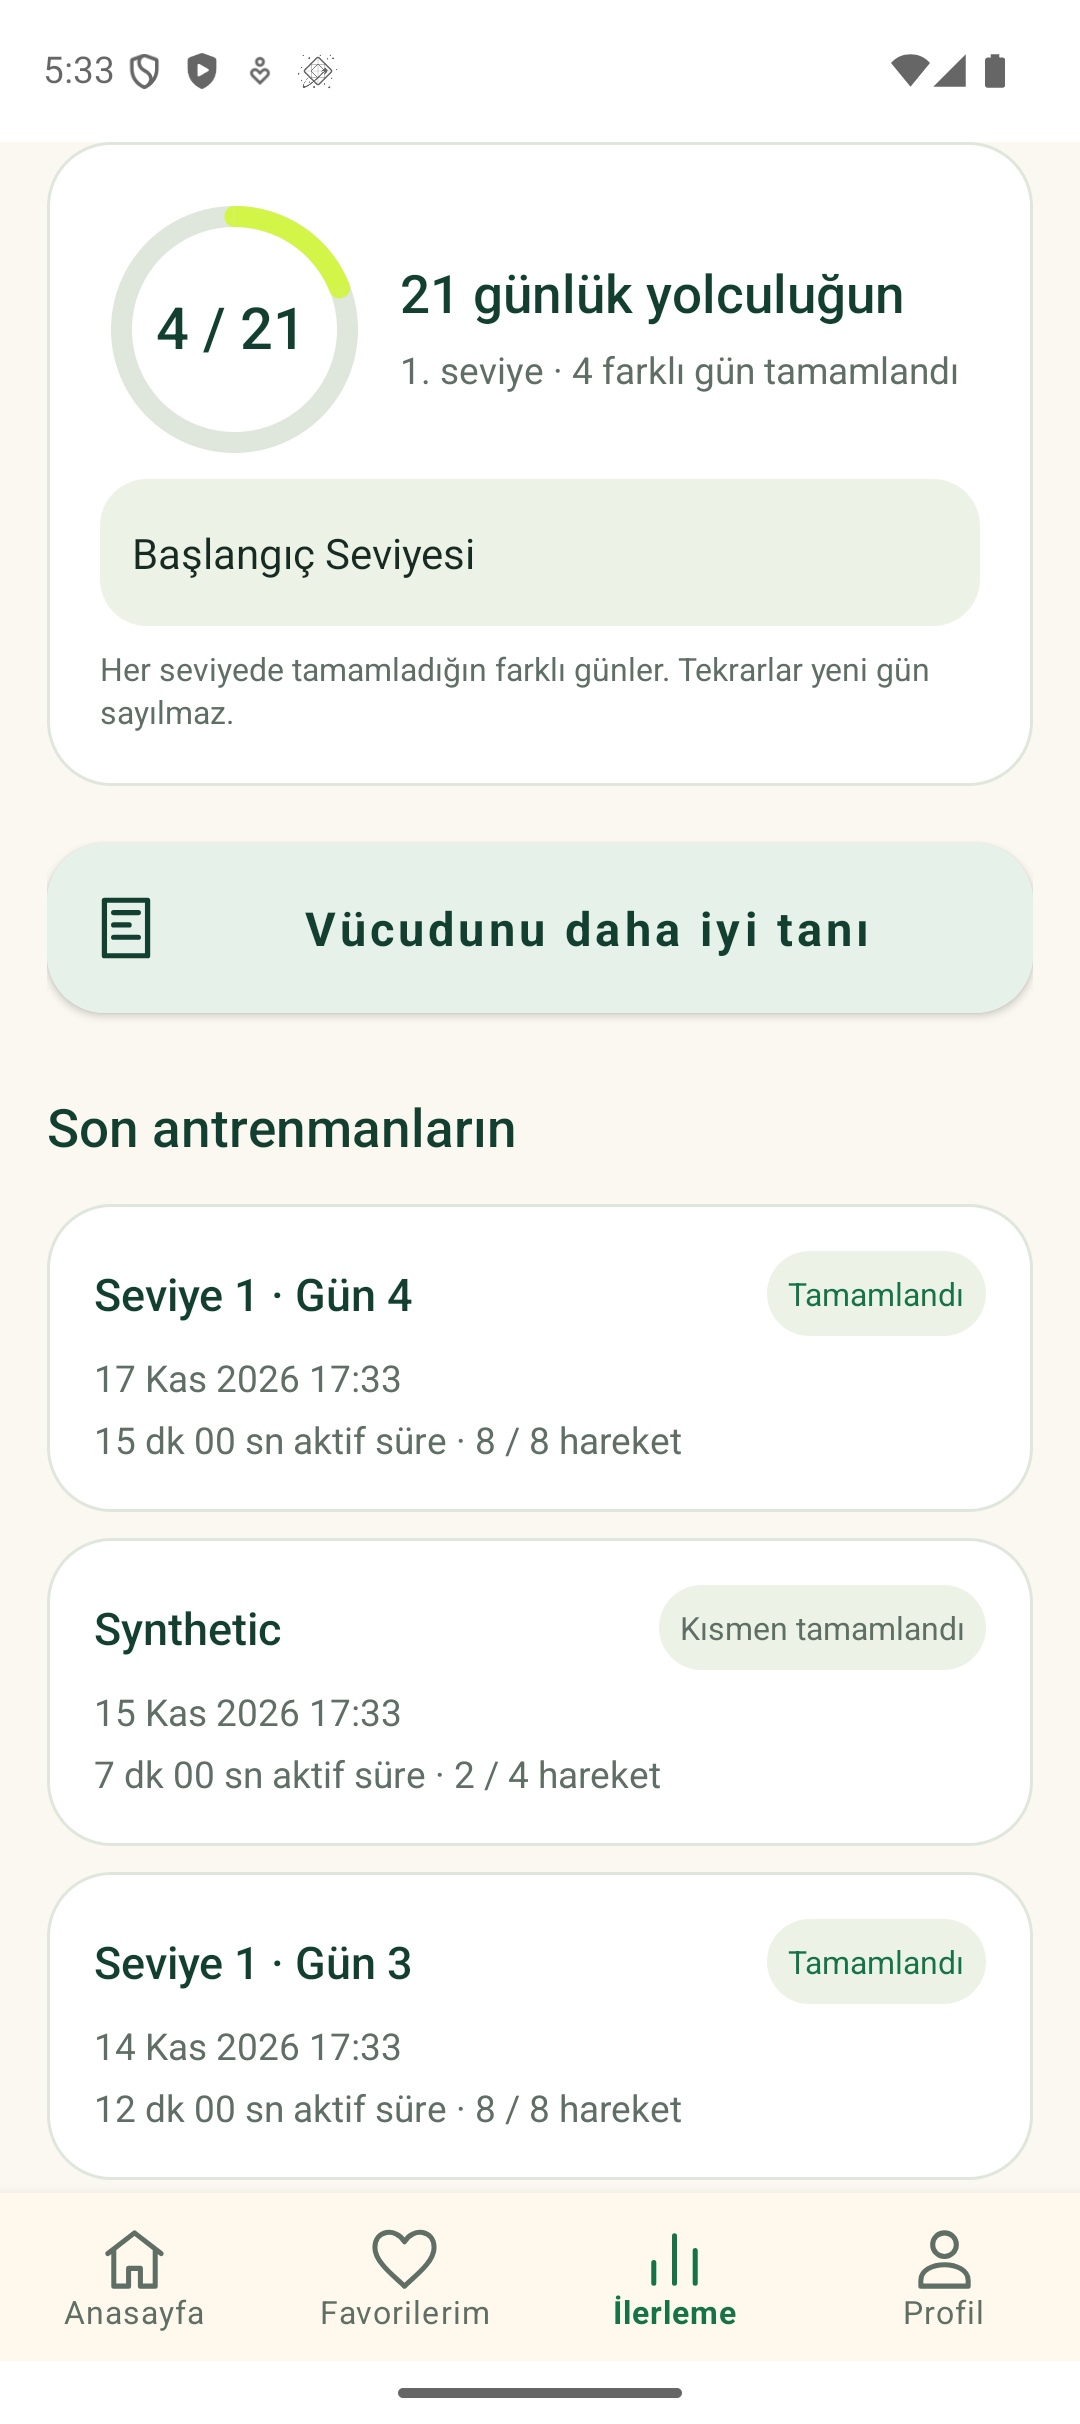 5:33
4 / 21
21 günlük yolculuğun
1. seviye · 4 farklı gün tamamlandı
Başlangıç Seviyesi
Her seviyede tamamladığın farklı günler. Tekrarlar yeni gün
sayılmaz.
Vücudunu daha iyi tanı
Son antrenmanların
Seviye 1 · Gün 4
Tamamlandı
17 Kas 2026 17:33
15 dk 00 sn aktif süre · 8 / 8 hareket
Synthetic
Kısmen tamamlandı
15 Kas 2026 17:33
7 dk 00 sn aktif süre · 2 / 4 hareket
Seviye 1 · Gün 3
Tamamlandı
14 Kas 2026 17:33
12 dk 00 sn aktif süre · 8 / 8 hareket
Anasayfa
Favorilerim
İlerleme
Profil